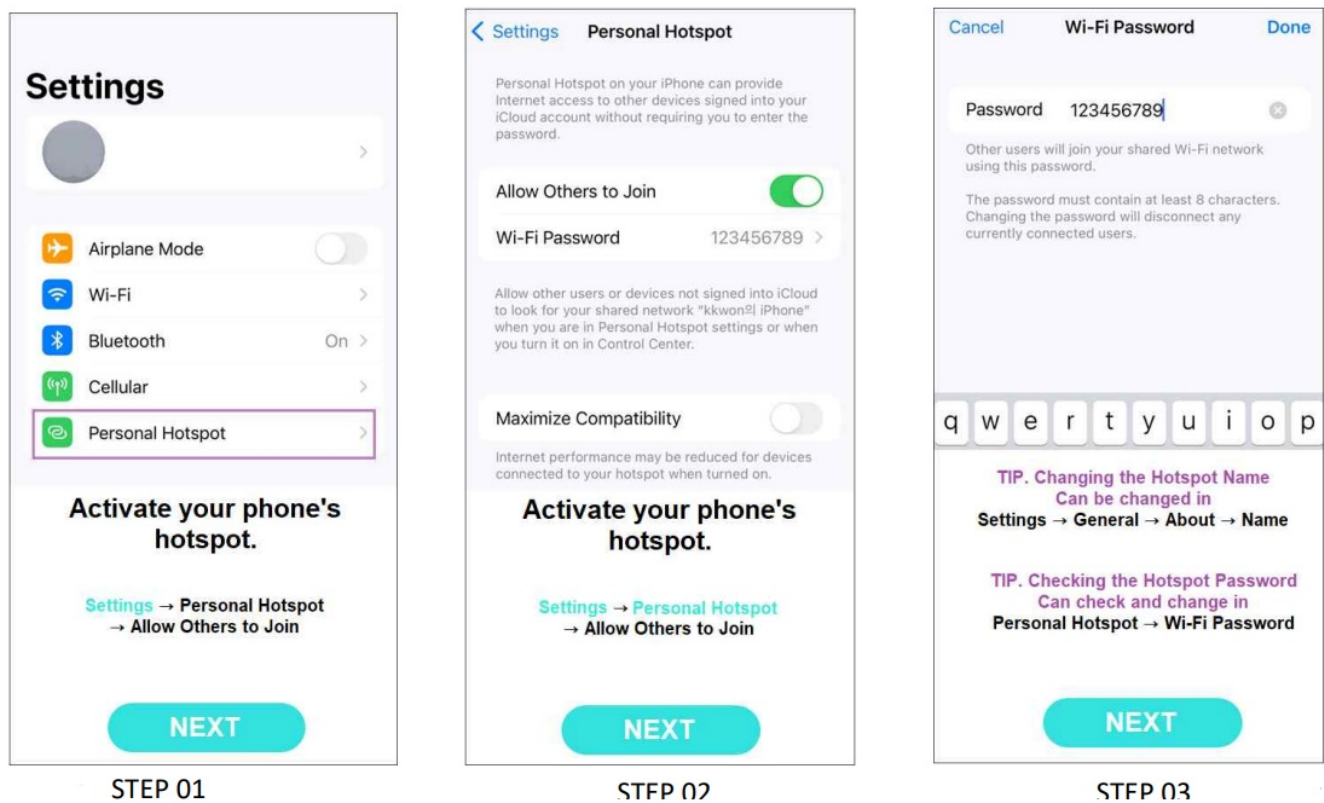 Settings
Airplane Mode
Wi-Fi
Bluetooth On
Cellular
Personal Hotspot
Activate your phone's
hotspot.
Settings → Personal Hotspot
→ Allow Others to Join
NEXT
STEP 01
Settings Personal Hotspot
Personal Hotspot on your iPhone can provide
Internet access to other devices signed into your
iCloud account without requiring you to enter the
password.
Allow Others to Join
Wi-Fi Password 123456789
Allow other users or devices not signed into iCloud
to look for your shared network “kkwon의 iPhone”
when you are in Personal Hotspot settings or when
you turn it on in Control Center.
Maximize Compatibility
Internet performance may be reduced for devices
connected to your hotspot when turned on.
Activate your phone's
hotspot.
Settings → Personal Hotspot
→ Allow Others to Join
NEXT
STEP 02
Cancel Wi-Fi Password Done
Password 123456789
Other users will join your shared Wi-Fi network
using this password.
The password must contain at least 8 characters.
Changing the password will disconnect any
currently connected users.
q w e r t y u i o p
TIP. Changing the Hotspot Name
Can be changed in
Settings → General → About → Name
TIP. Checking the Hotspot Password
Can check and change in
Personal Hotspot → Wi-Fi Password
NEXT
STEP 03